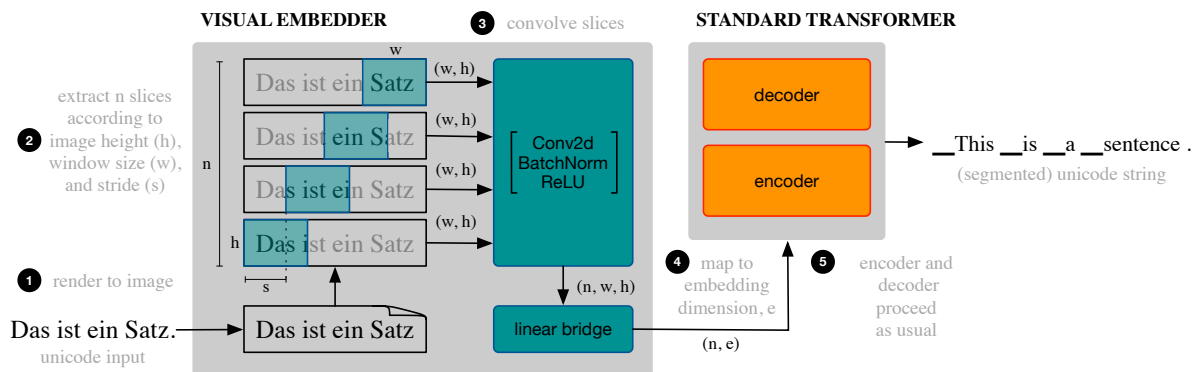 VISUAL EMBEDDER
3 convolve slices
STANDARD TRANSFORMER
2 extract n slices
according to
image height (h),
window size (w),
and stride (s)
1 render to image
Das ist ein Satz.
unicode input
n
w
Das ist ein Satz
(w, h)
Das ist ein Satz
(w, h)
Das ist ein Satz
(w, h)
h
Das ist ein Satz
(w, h)
s
Das ist ein Satz
Conv2d
BatchNorm
ReLU
(n, w, h)
linear bridge
(n, e)
4 map to
embedding
dimension, e
5 encoder and
decoder
proceed
as usual
decoder
encoder
__This __is __a __sentence .
(segmented) unicode string